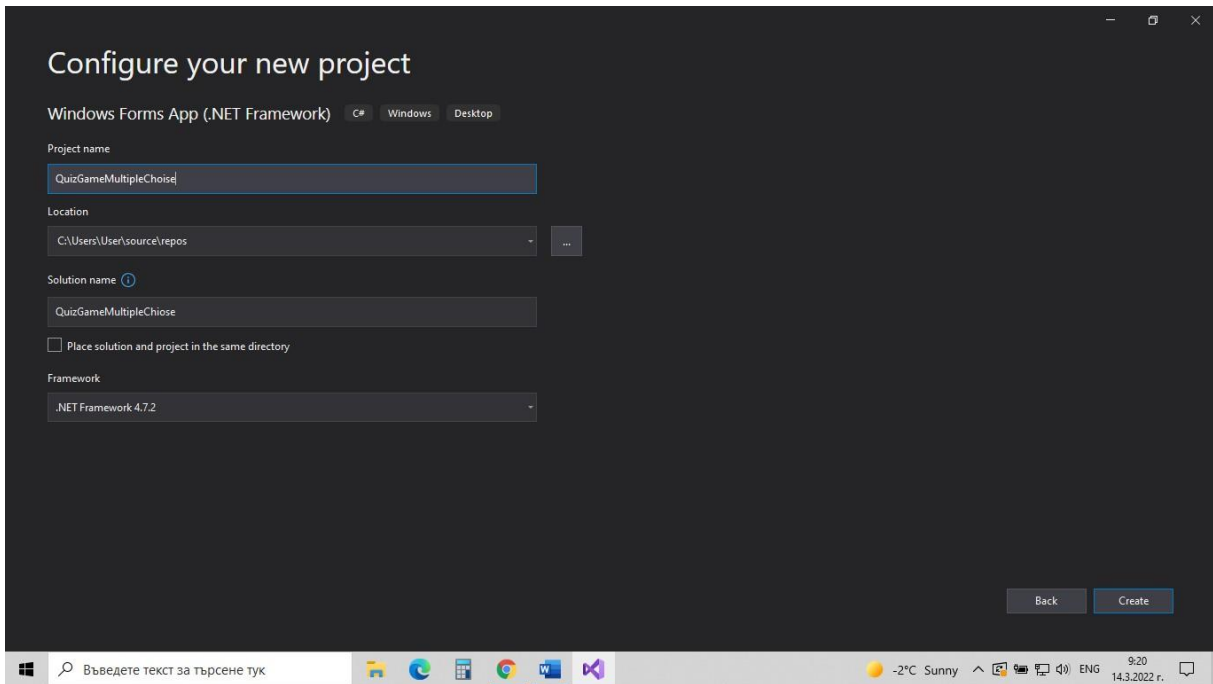 Configure your new project
Windows Forms App (.NET Framework) C# Windows Desktop
Project name
QuizGameMultipleChoise
Location
C:\Users\User\source\repos
...
Solution name
QuizGameMultipleChiose
Place solution and project in the same directory
Framework
.NET Framework 4.7.2
Back Create
Въведете текст за търсене тук
-2°C Sunny ENG 9:20
14.3.2022 г.